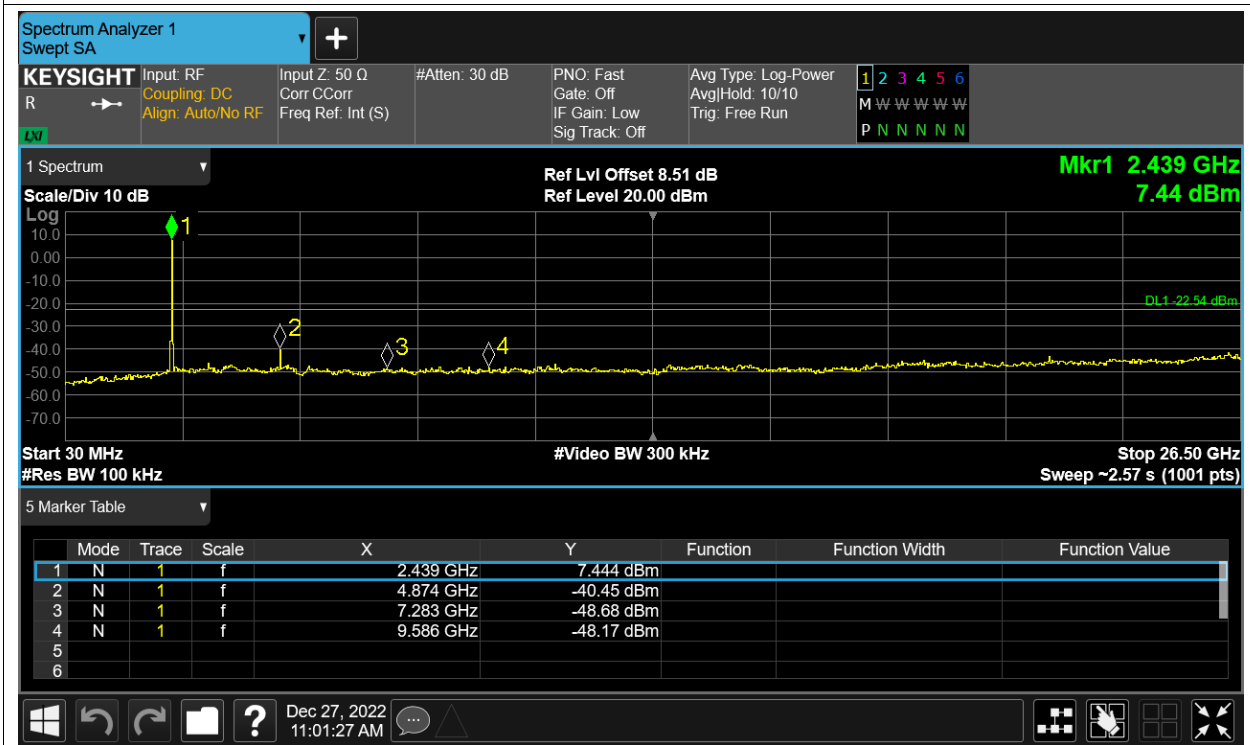 Spectrum Analyzer 1
Swept SA
+
KEYSIGHT Input: RF Input Z: 50 Ω #Atten: 30 dB PNO: Fast Avg Type: Log-Power 1 2 3 4 5 6
R Coupling: DC Corr CCorr Gate: Off Avg|Hold: 10/10 M W W W W W
Align: Auto/No RF Freq Ref: Int (S) IF Gain: Low Trig: Free Run
LXI Sig Track: Off P N N N N N
1 Spectrum Ref Lvl Offset 8.51 dB Mkr1 2.439 GHz
Scale/Div 10 dB Ref Level 20.00 dBm 7.44 dBm
Log
1
10.0
0.00
-10.0
-20.0 DL1 -22.54 dBm
-30.0 2
-40.0 3 4
-50.0
-60.0
-70.0
Start 30 MHz #Video BW 300 kHz Stop 26.50 GHz
#Res BW 100 kHz Sweep ~2.57 s (1001 pts)
5 Marker Table
Mode Trace Scale X Y Function Function Width Function Value
1 N 1 f 2.439 GHz 7.444 dBm
2 N 1 f 4.874 GHz -40.45 dBm
3 N 1 f 7.283 GHz -48.68 dBm
4 N 1 f 9.586 GHz -48.17 dBm
5
6
? Dec 27, 2022
11:01:27 AM